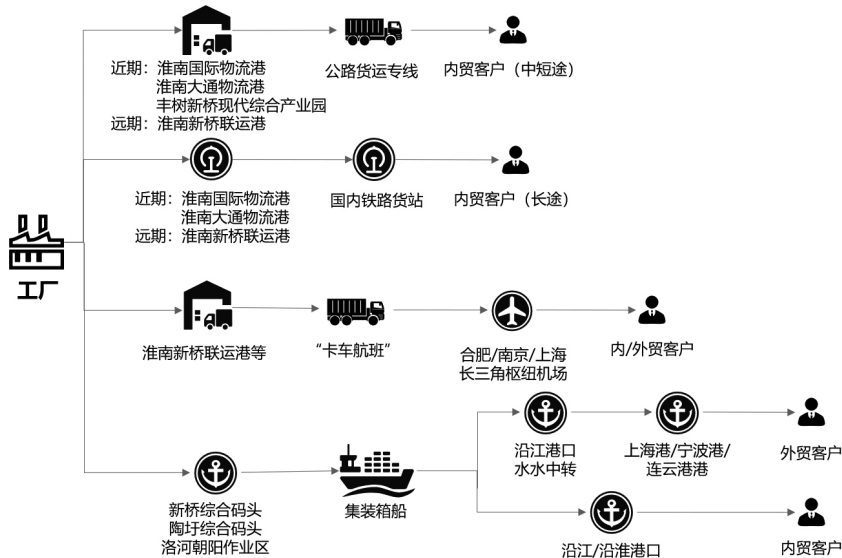 近期：淮南国际物流港
淮南大通物流港
丰树新桥现代综合产业园
远期：淮南新桥联运港
公路货运专线
内贸客户（中短途）
近期：淮南国际物流港
淮南大通物流港
远期：淮南新桥联运港
国内铁路货站
内贸客户（长途）
工厂
淮南新桥联运港等
“卡车航班”
合肥/南京/上海
长三角枢纽机场
内/外贸客户
新桥综合码头
陶圩综合码头
洛河朝阳作业区
集装箱船
沿江港口
水水中转
上海港/宁波港/
连云港港
外贸客户
沿江/沿淮港口
内贸客户